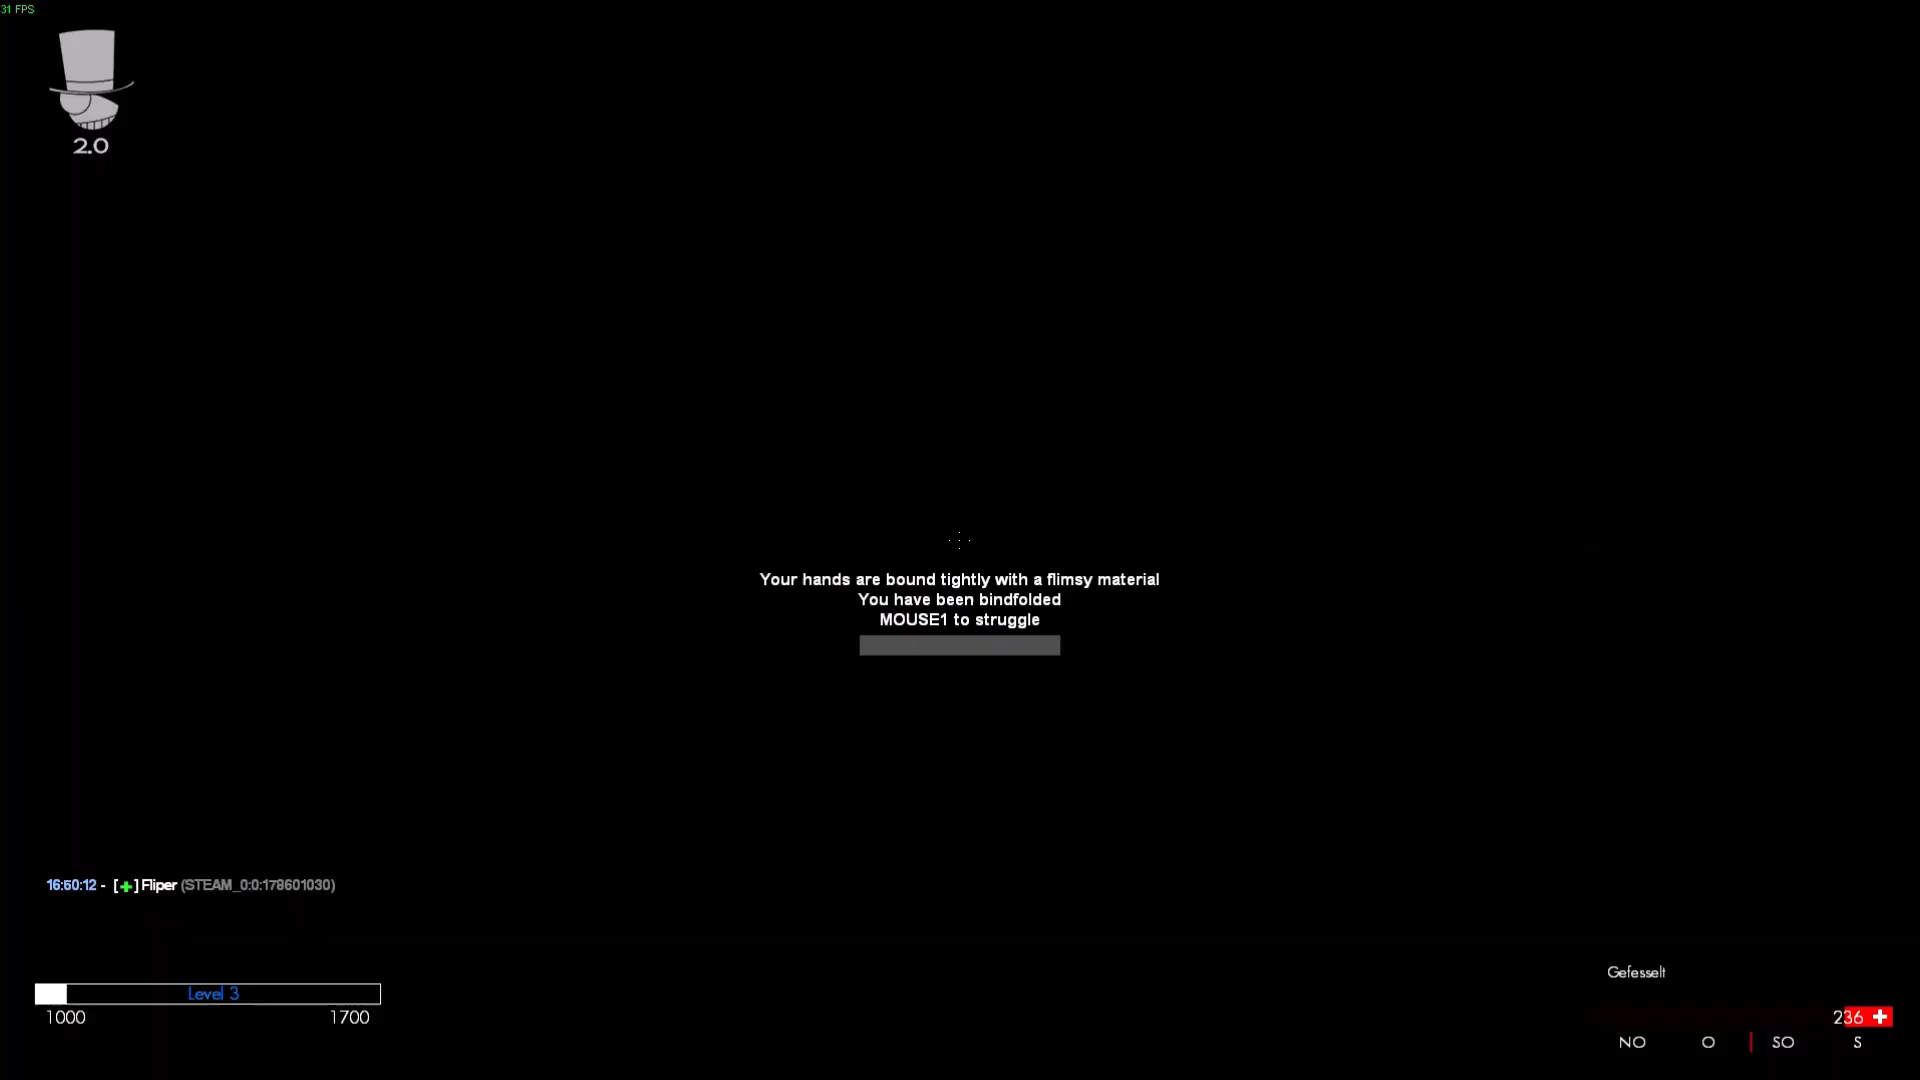 31 FPS
2.0
Your hands are bound tightly with a flimsy material
You have been bindfolded
MOUSE1 to struggle
16:50:12 - [+] Fliper (STEAM_0:0:178601030)
Gefesselt
Level 3
1000 1700
236
NO O SO S